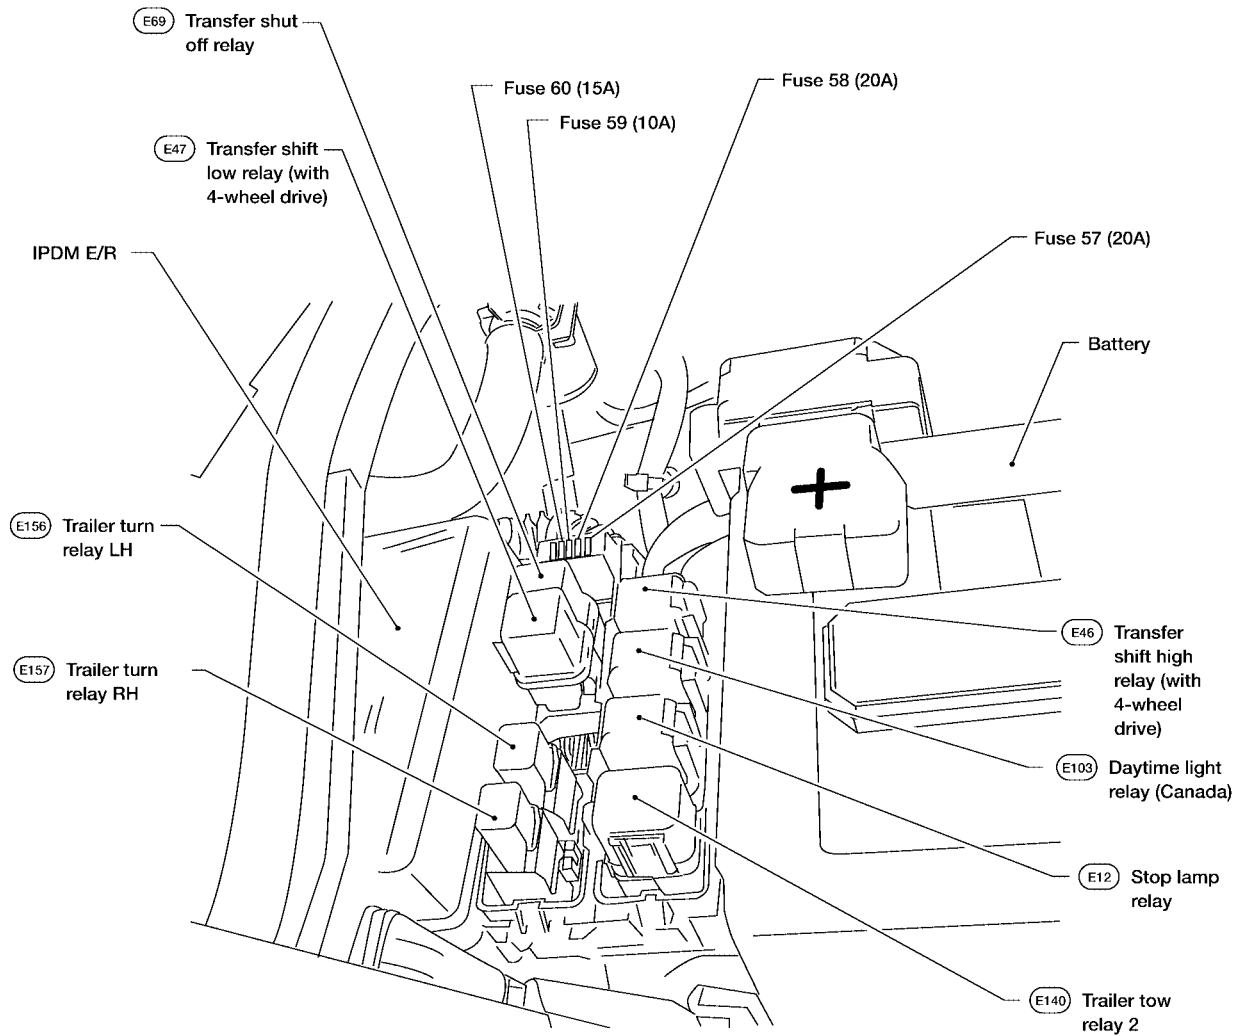 E69 Transfer shut
off relay
Fuse 60 (15A)
Fuse 58 (20A)
Fuse 59 (10A)
E47 Transfer shift
low relay (with
4-wheel drive)
IPDM E/R
Fuse 57 (20A)
Battery
+
E156 Trailer turn
relay LH
E157 Trailer turn
relay RH
E46 Transfer
shift high
relay (with
4-wheel
drive)
E103 Daytime light
relay (Canada)
E12 Stop lamp
relay
E140 Trailer tow
relay 2